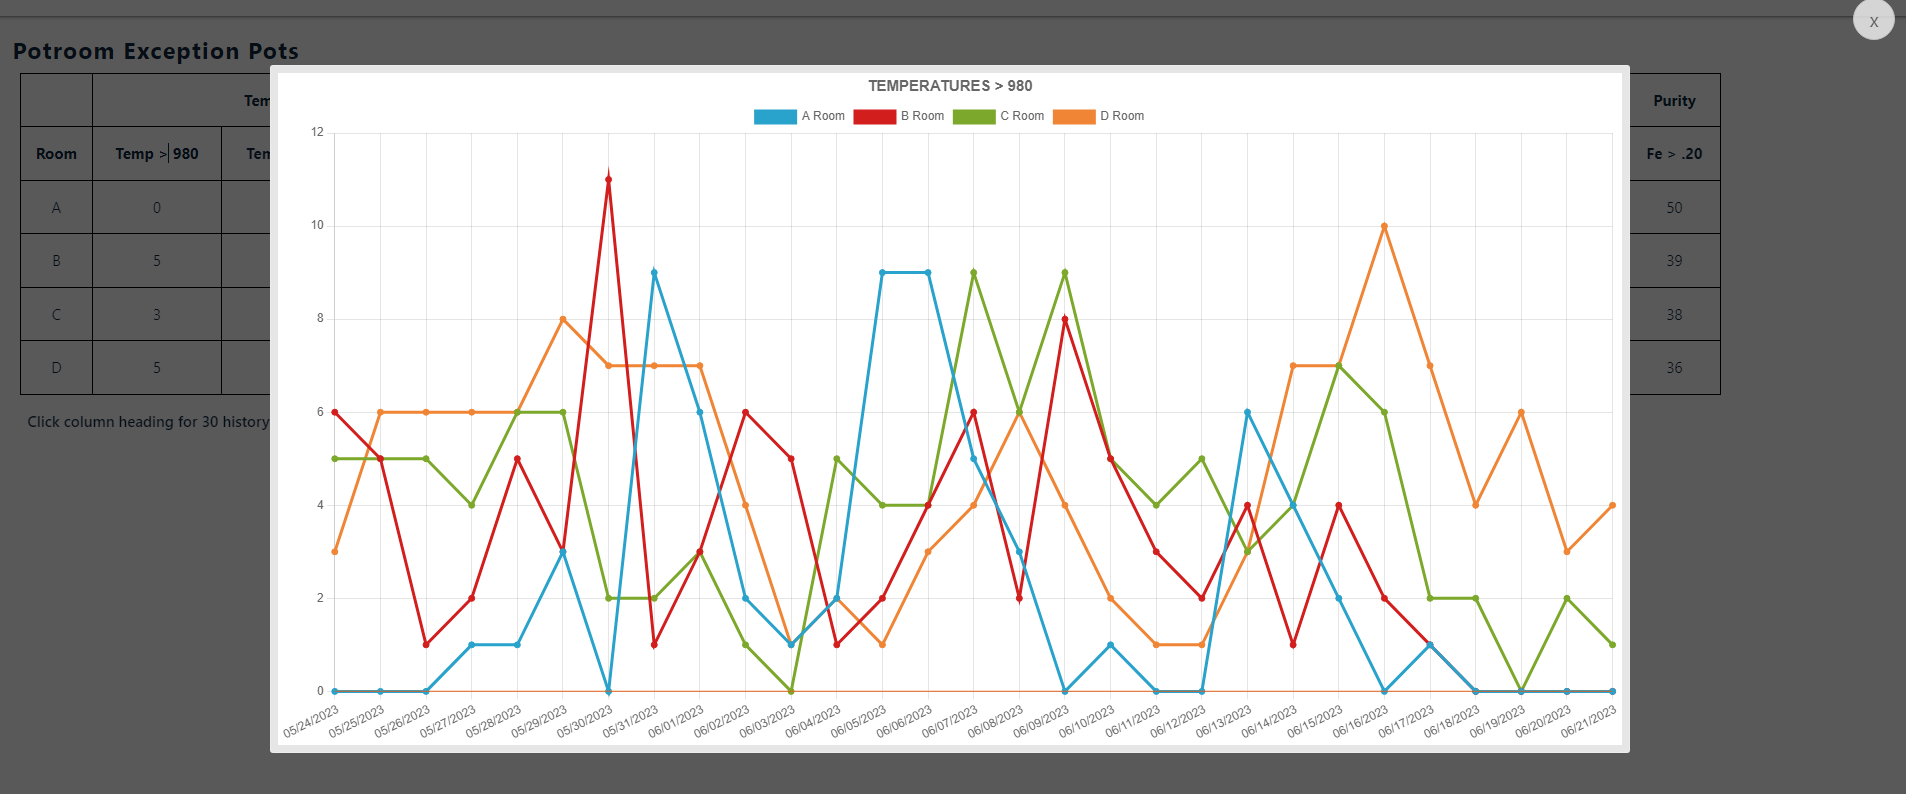 x
Potroom Exception Pots
Tem
Purity
Room Temp > 980 Ten
Fe > .20
A 0 50
B 5 39
C 3 38
D 5 36
Click column heading for 30 history
TEMPERATURES > 980
A Room B Room C Room D Room
12
10
8
6
4
2
0
05/24/2023 05/25/2023 05/26/2023 05/27/2023 05/28/2023 05/29/2023 05/30/2023 05/31/2023 06/01/2023 06/02/2023 06/03/2023 06/04/2023 06/05/2023 06/06/2023 06/07/2023 06/08/2023 06/09/2023 06/10/2023 06/11/2023 06/12/2023 06/13/2023 06/14/2023 06/15/2023 06/16/2023 06/17/2023 06/18/2023 06/19/2023 06/20/2023 06/21/2023